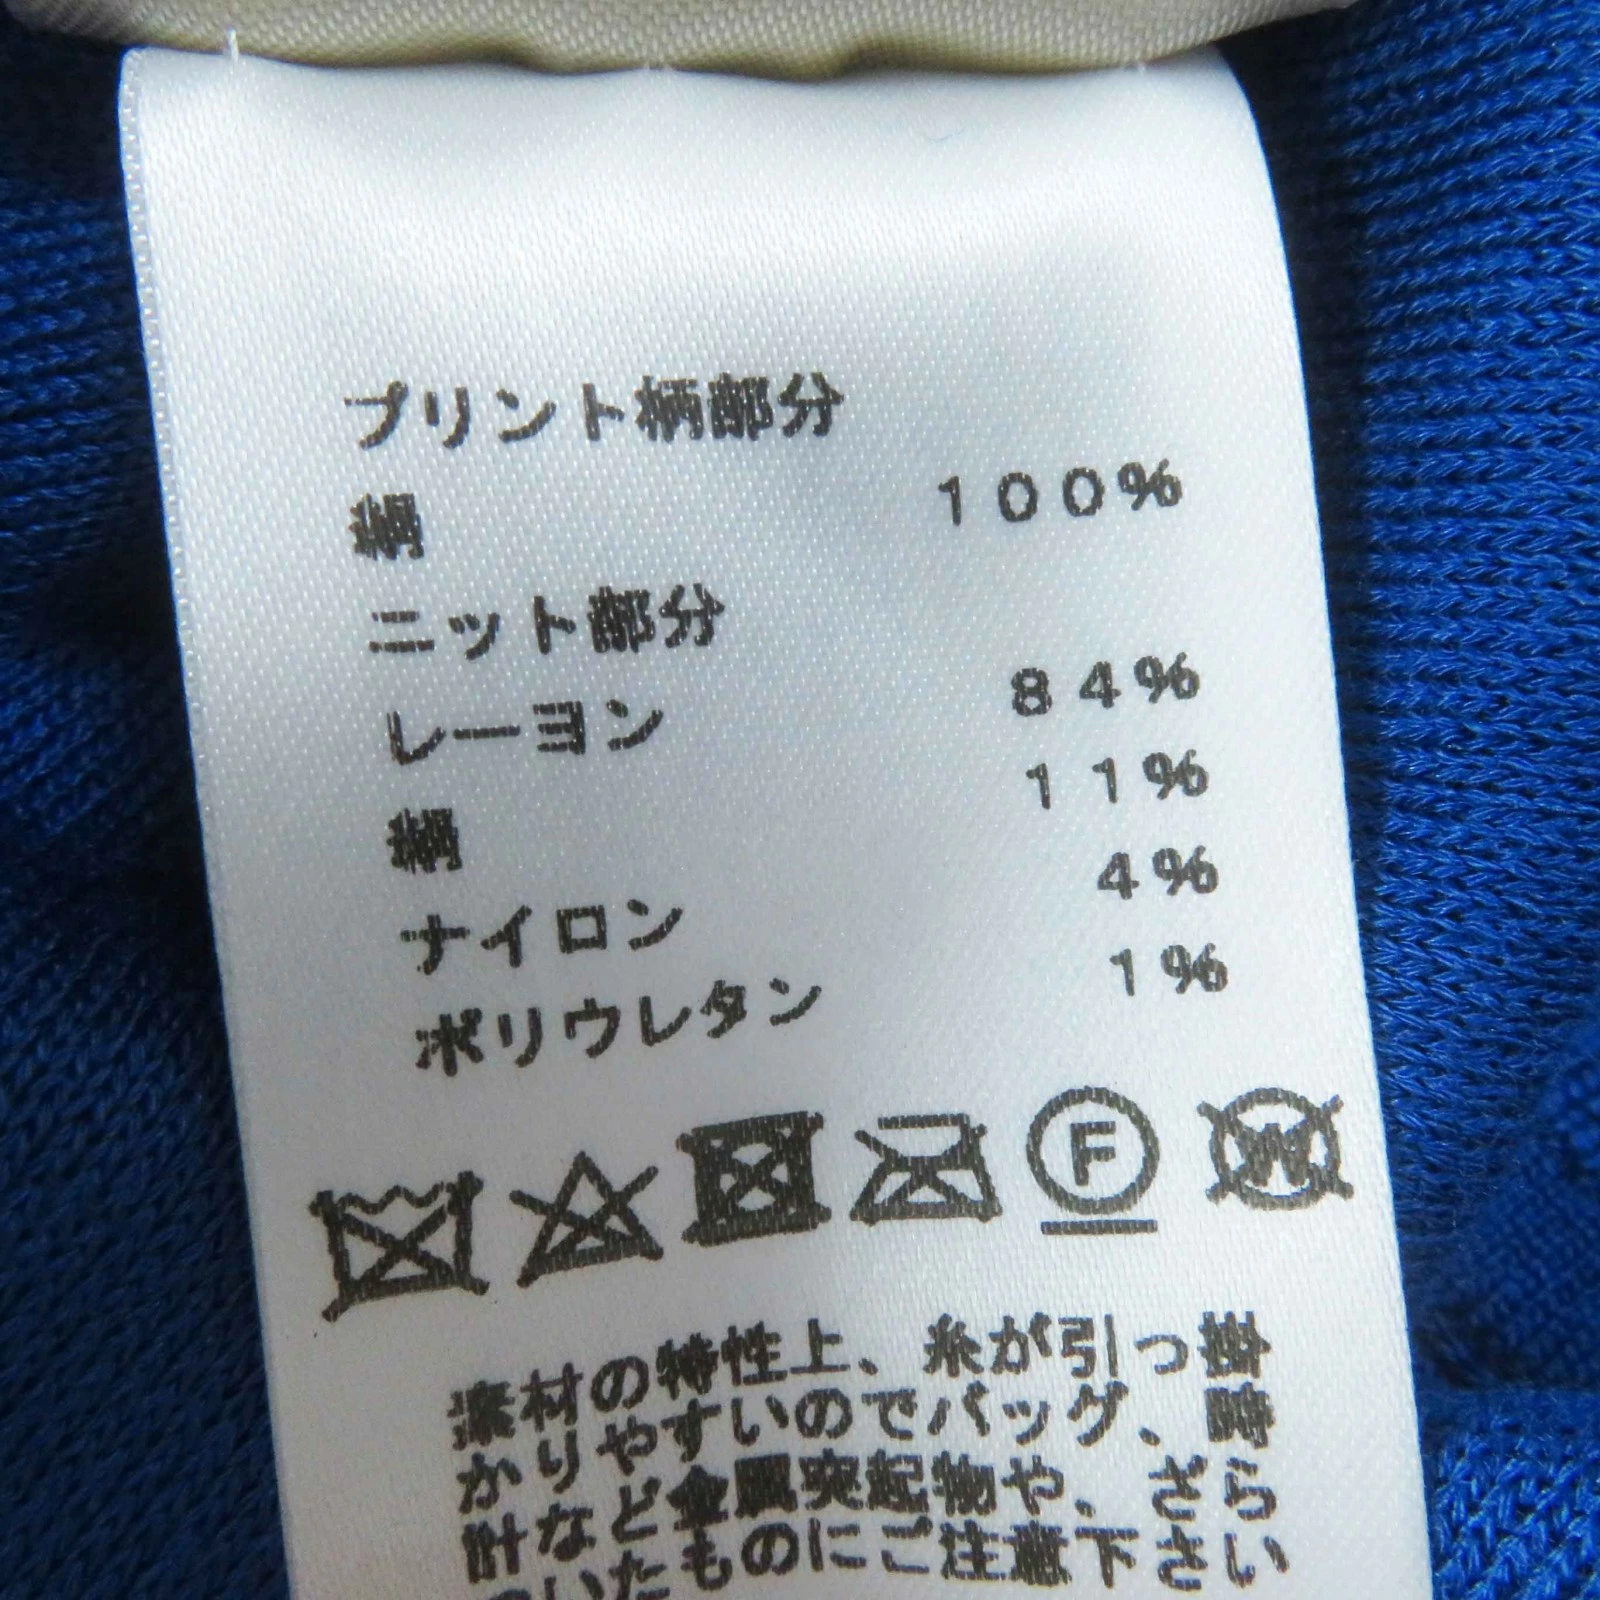 プリント柄部分
絹 100%
ニット部分
レーヨン 84%
絹 11%
ナイロン 4%
ポリウレタン 1%
F W
素材の特性上、糸が引っ掛
かりやすいのでバッグ、時
計など金属突起物や、ざら
ついたものにご注意下さい